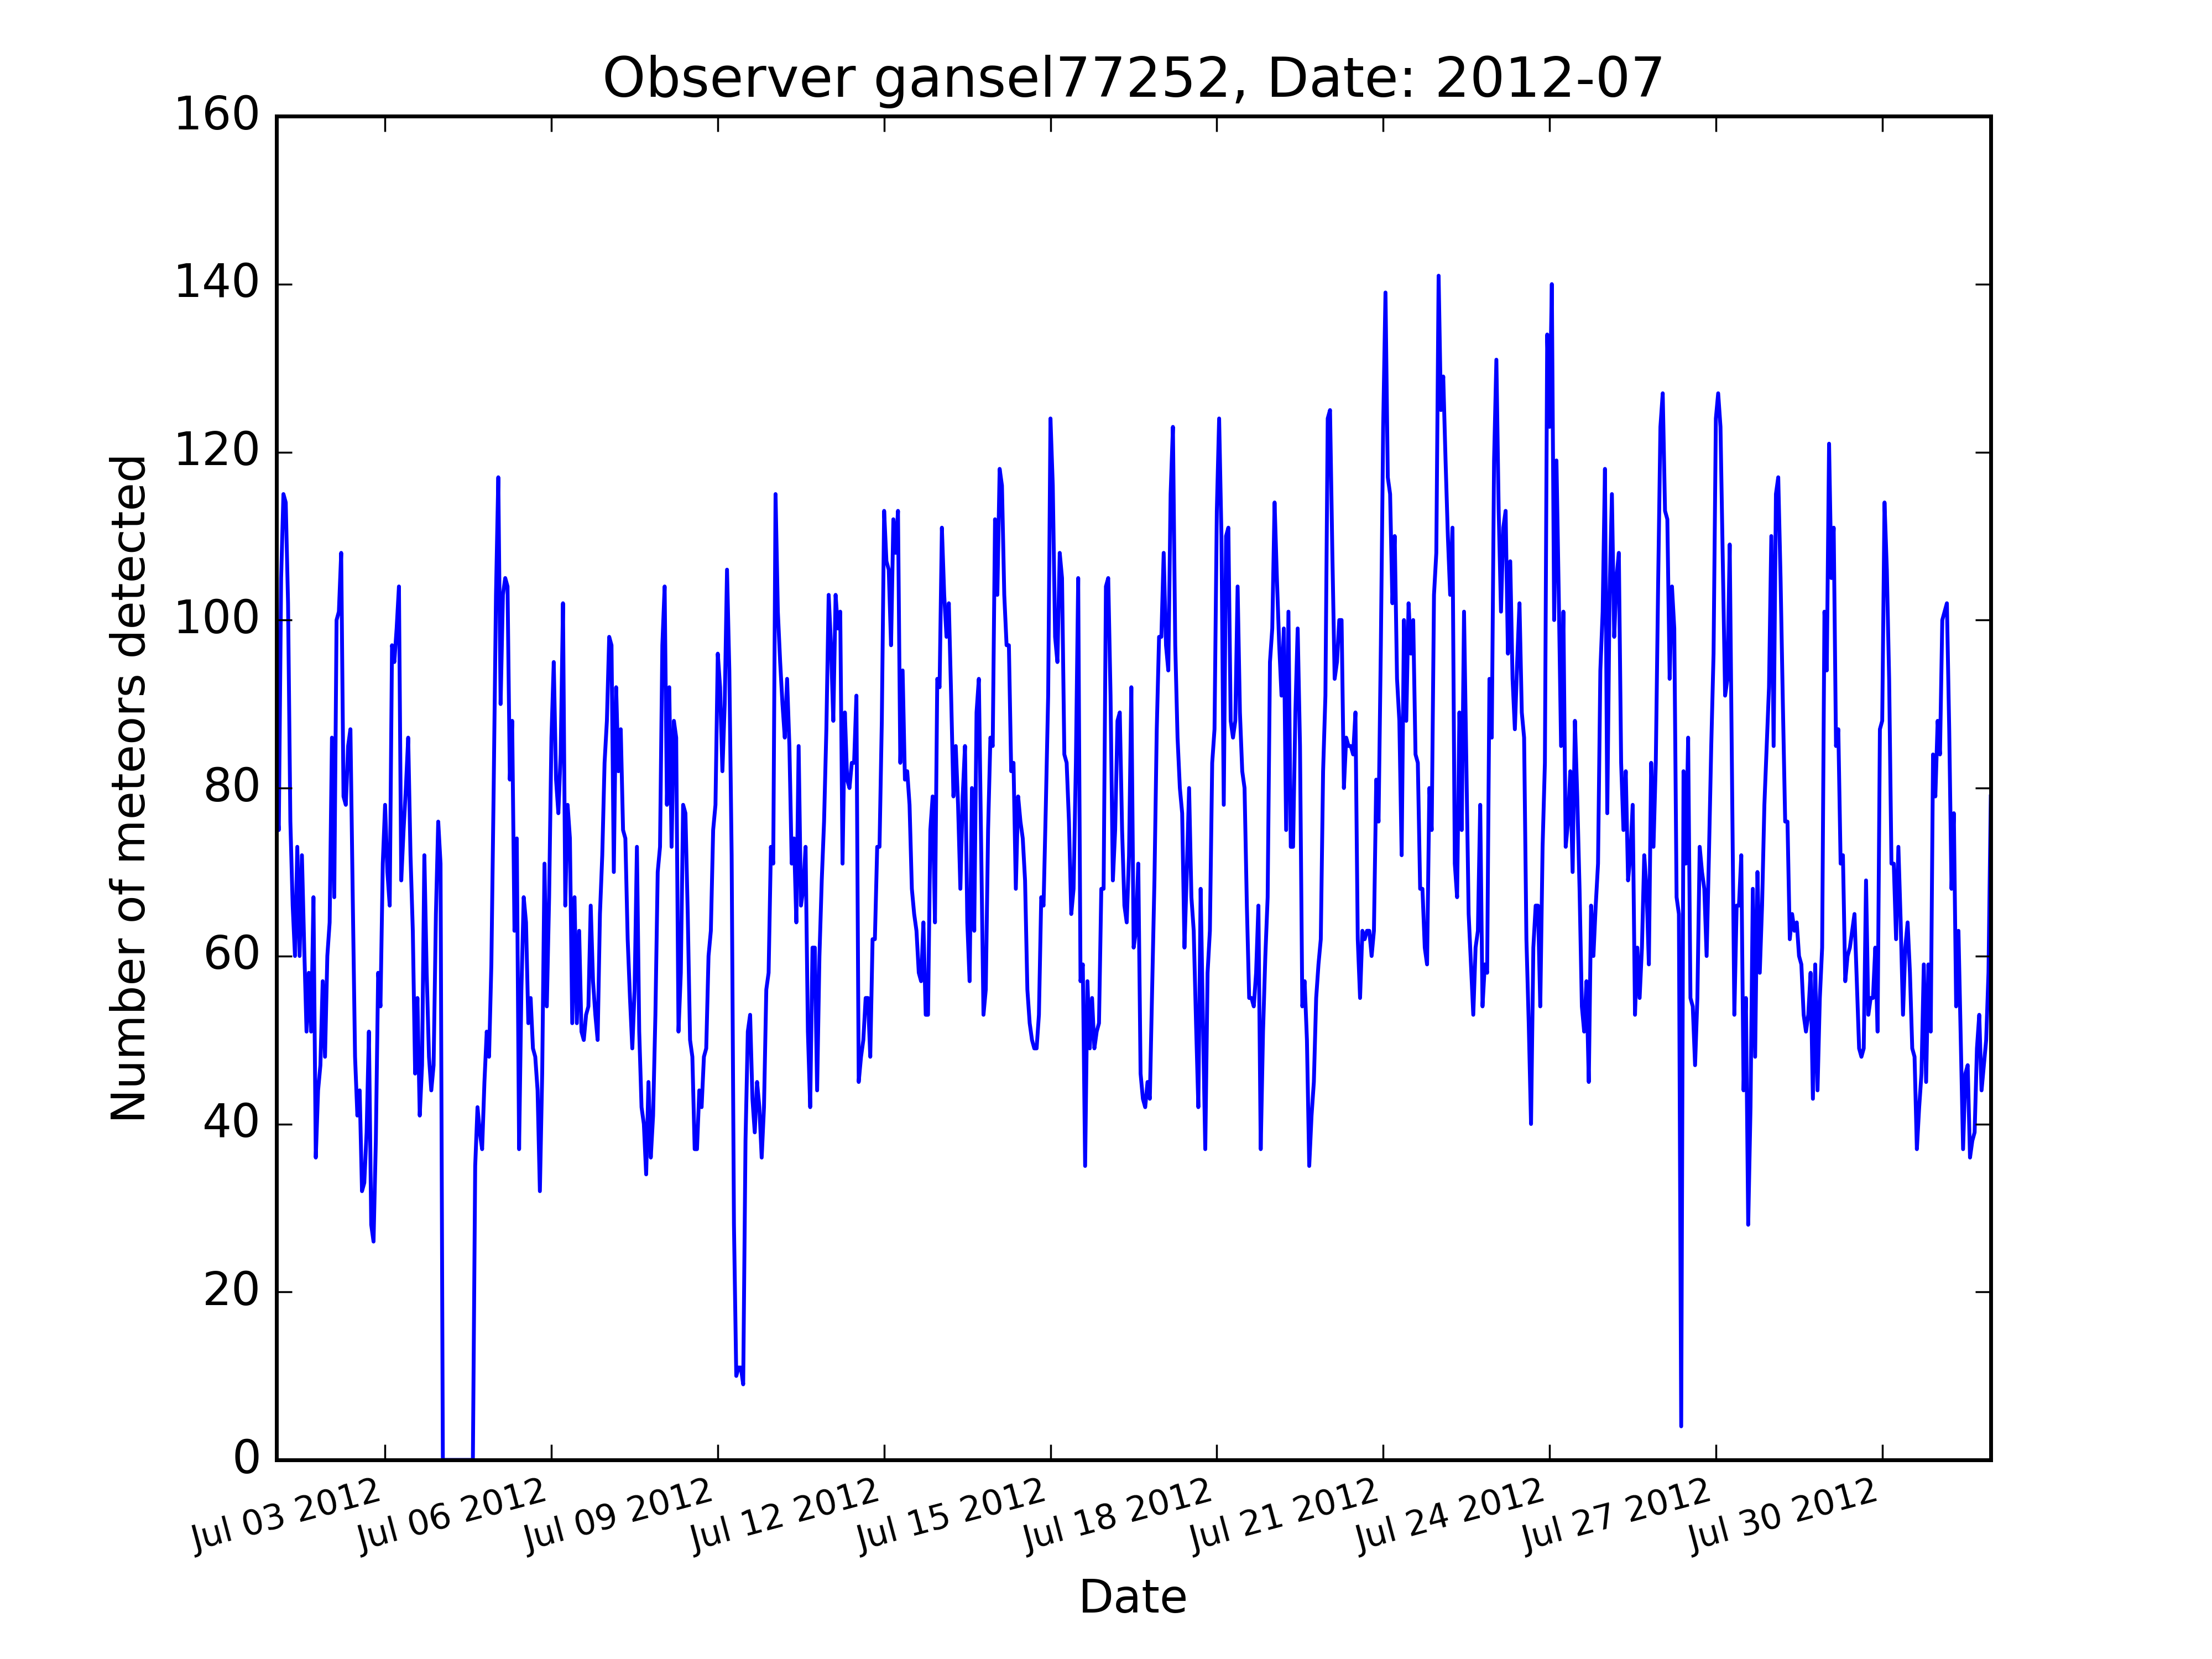 Observer gansel77252, Date: 2012-07
160
140
120
100
80
60
40
20
0
Number of meteors detected
Jul 03 2012
Jul 06 2012
Jul 09 2012
Jul 12 2012
Jul 15 2012
Jul 18 2012
Jul 21 2012
Jul 24 2012
Jul 27 2012
Jul 30 2012
Date